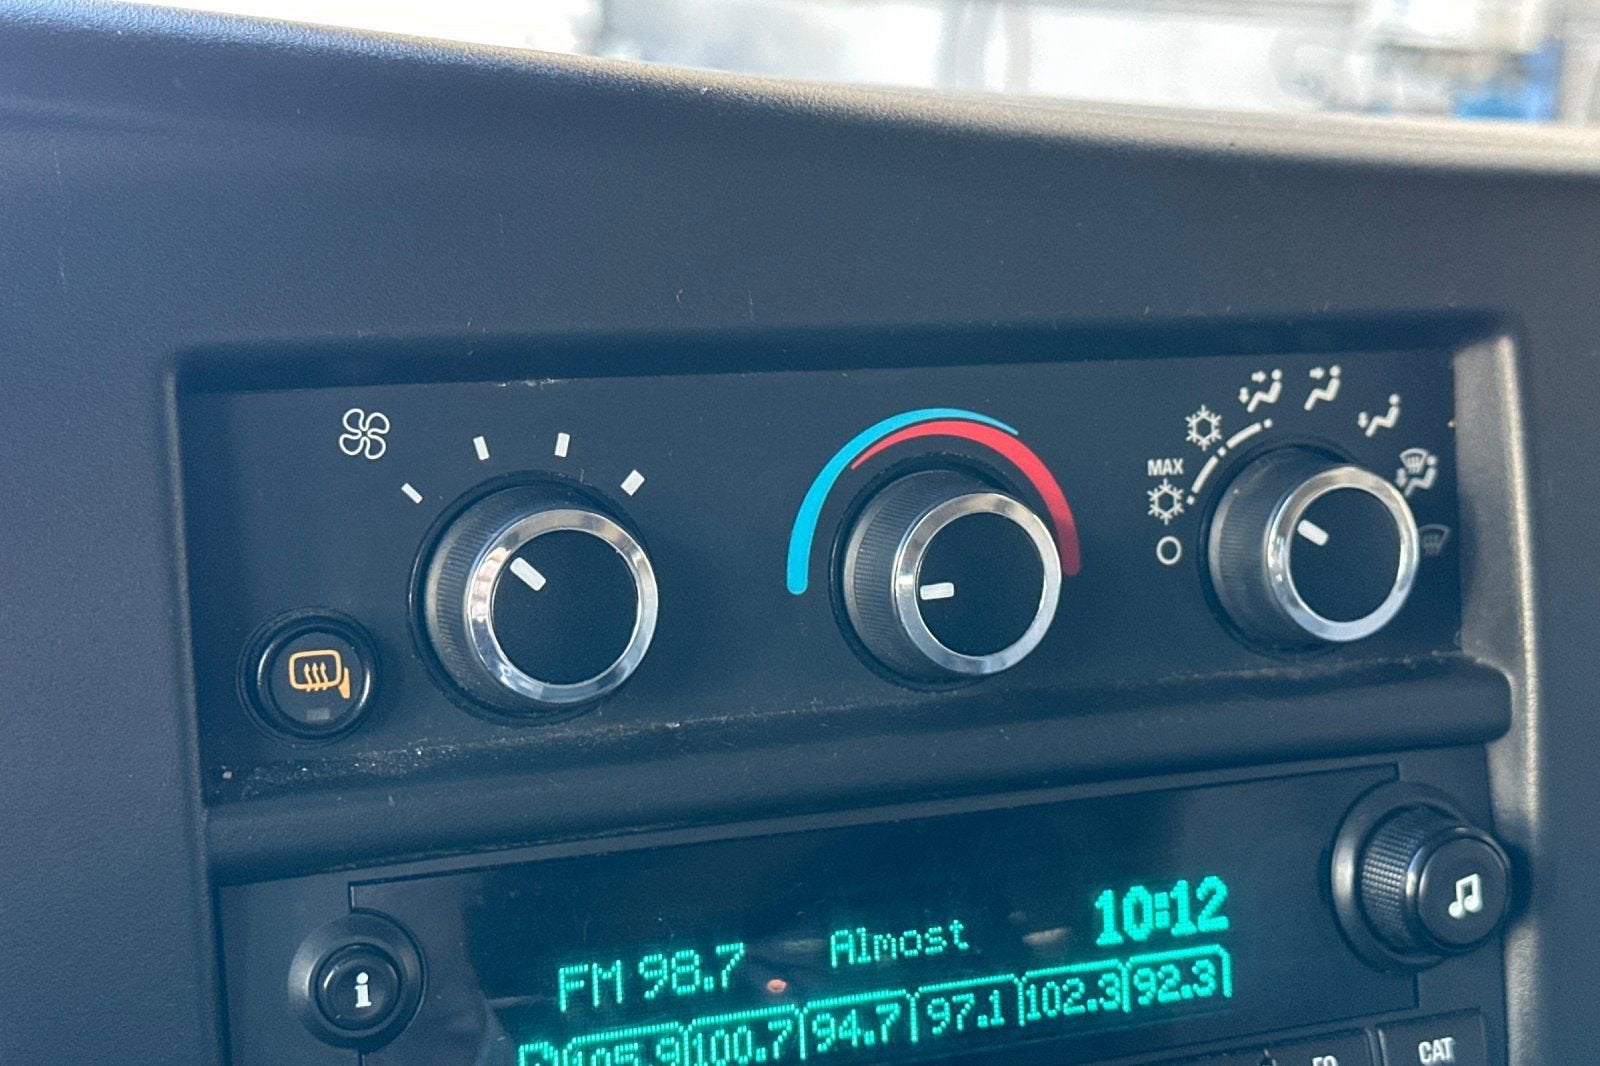 MAX
i
FM 98.7 Almost 10:12
105.9 100.7 94.7 97.1 102.3 92.3
EQ CAT